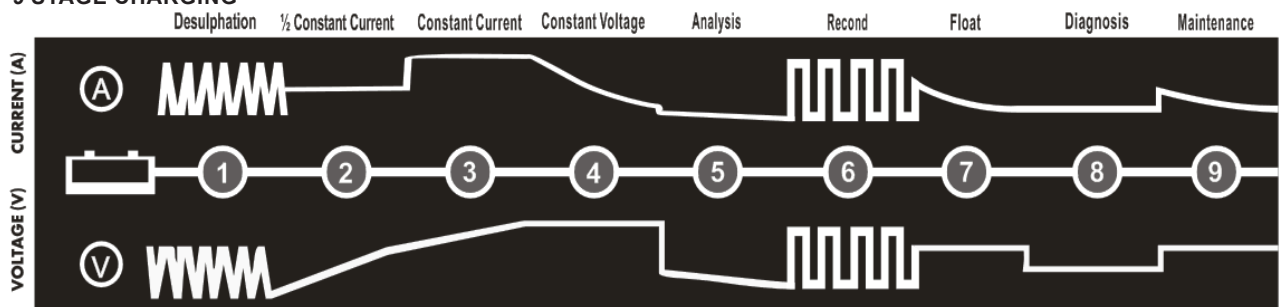 9 STAGE CHARGING
Desulphation ½ Constant Current Constant Current Constant Voltage Analysis Recond Float Diagnosis Maintenance
CURRENT (A)
A
1 2 3 4 5 6 7 8 9
VOLTAGE (V)
V